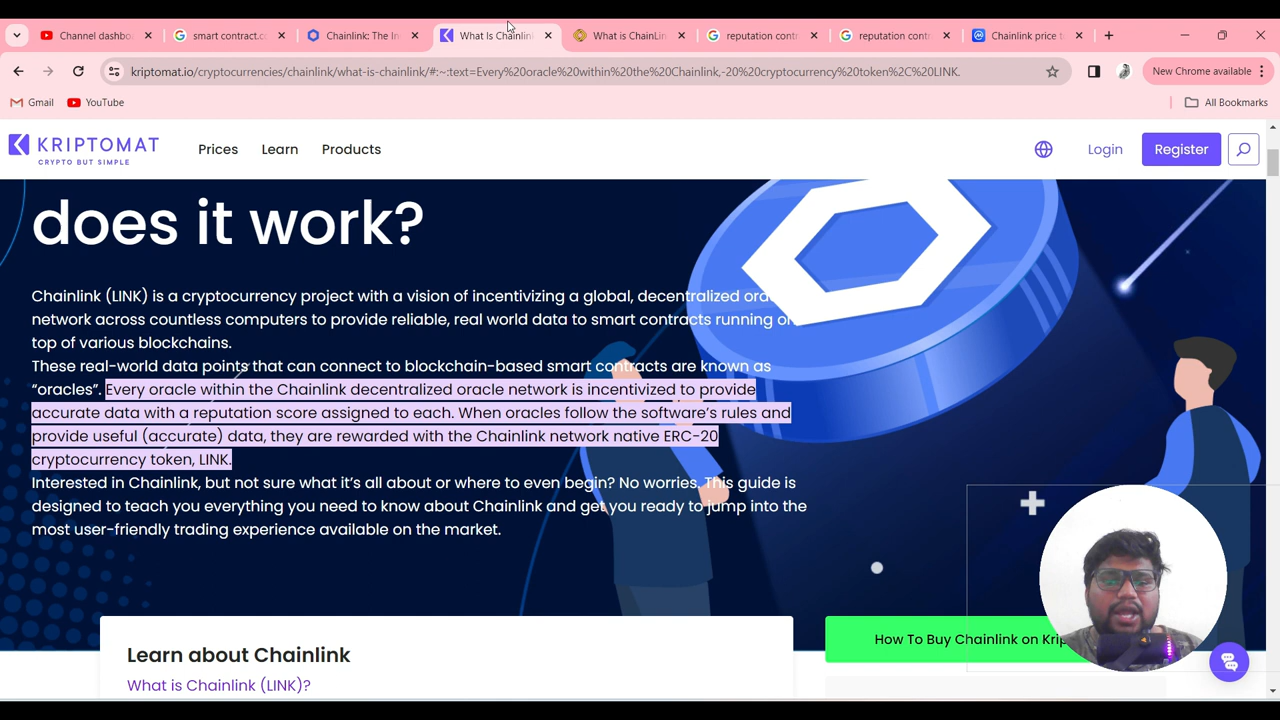 Channel dashbo
smart contract.c
Chainlink: The In
What Is Chainlin
What is ChainLin
reputation contr
reputation contr
Chainlink price t
kriptomat.io/cryptocurrencies/chainlink/what-is-chainlink/#:~:text=Every%20oracle%20within%20the%20Chainlink,-20%20cryptocurrency%20token%2C%20LINK.
New Chrome available
Gmail
YouTube
All Bookmarks
KRIPTOMAT
CRYPTO BUT SIMPLE
Prices
Learn
Products
Login
Register
does it work?
Chainlink (LINK) is a cryptocurrency project with a vision of incentivizing a global, decentralized ora
network across countless computers to provide reliable, real world data to smart contracts running on
top of various blockchains.
These real-world data points that can connect to blockchain-based smart contracts are known as
“oracles”. Every oracle within the Chainlink decentralized oracle network is incentivized to provide
accurate data with a reputation score assigned to each. When oracles follow the software’s rules and
provide useful (accurate) data, they are rewarded with the Chainlink network native ERC-20
cryptocurrency token, LINK.
Interested in Chainlink, but not sure what it’s all about or where to even begin? No worries. This guide is
designed to teach you everything you need to know about Chainlink and get you ready to jump into the
most user-friendly trading experience available on the market.
Learn about Chainlink
What is Chainlink (LINK)?
How To Buy Chainlink on Krip